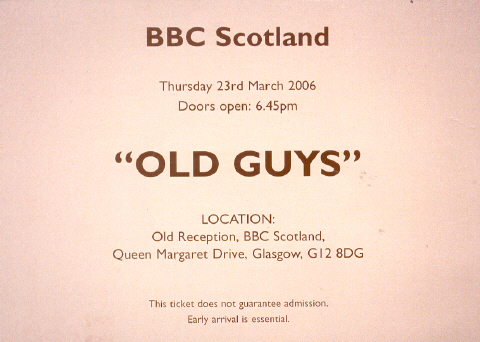 BBC Scotland
Thursday 23rd March 2006
Doors open: 6.45pm
“OLD GUYS”
LOCATION:
Old Reception, BBC Scotland,
Queen Margaret Drive, Glasgow, G12 8DG
This ticket does not guarantee admission.
Early arrival is essential.